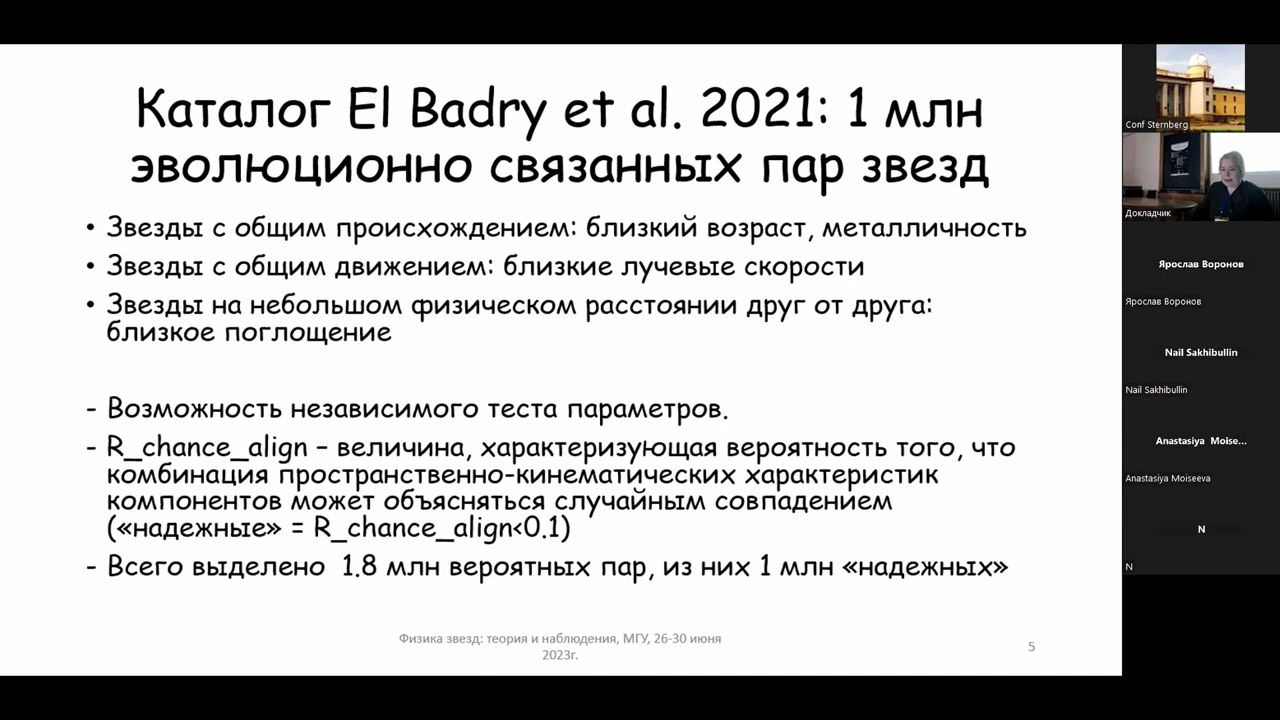 Каталог El Badry et al. 2021: 1 млн
эволюционно связанных пар звезд
• Звезды с общим происхождением: близкий возраст, металличность
• Звезды с общим движением: близкие лучевые скорости
• Звезды на небольшом физическом расстоянии друг от друга:
близкое поглощение
- Возможность независимого теста параметров.
- R_chance_align – величина, характеризующая вероятность того, что
комбинация пространственно-кинематических характеристик
компонентов может объясняться случайным совпадением
(«надежные» = R_chance_align<0.1)
- Всего выделено 1.8 млн вероятных пар, из них 1 млн «надежных»
Физика звезд: теория и наблюдения, МГУ, 26-30 июня
2023г.
5
Conf Sternberg
Докладчик
Ярослав Воронов
Ярослав Воронов
Nail Sakhibullin
Nail Sakhibullin
Anastasiya Moise...
Anastasiya Moiseeva
N
N